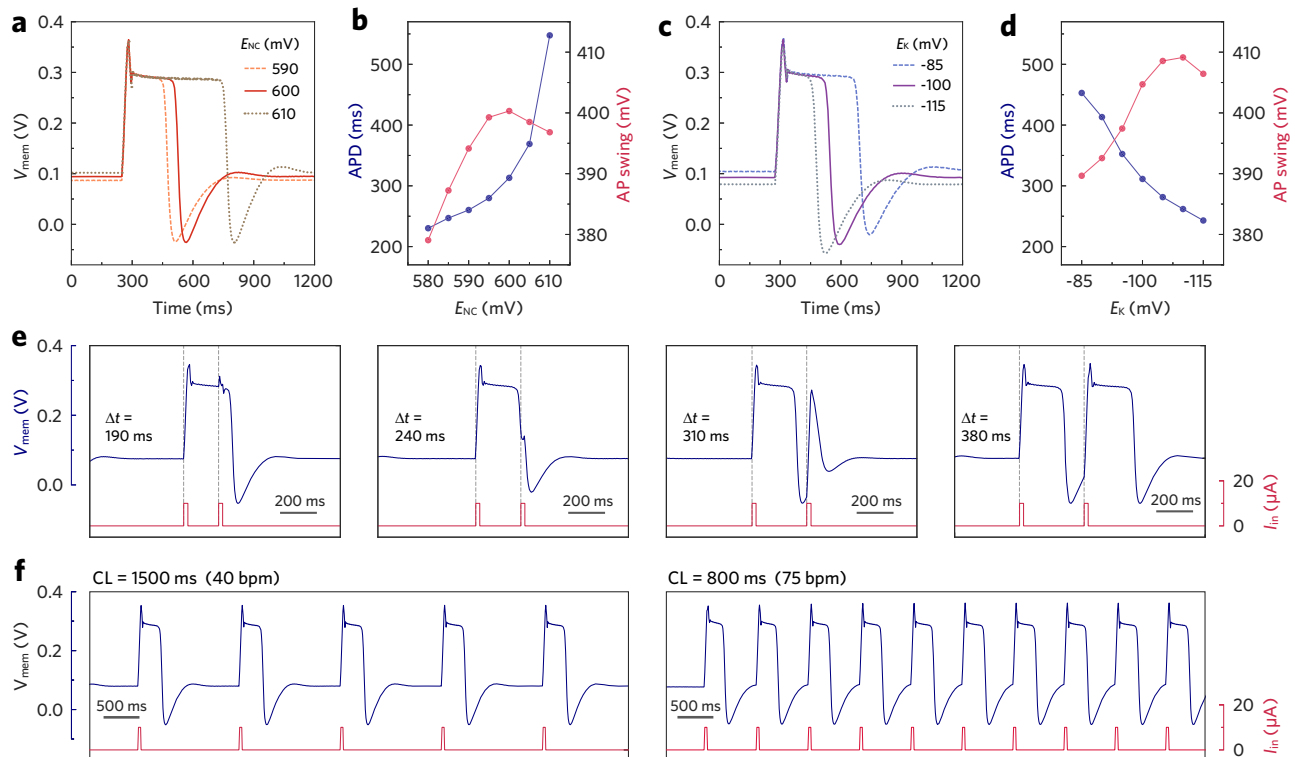 a
0.4
0.3
0.2
0.1
0.0
V_mem (V)
0
300
600
900
1200
Time (ms)
E_NC (mV)
590
600
610
b
500
400
300
200
APD (ms)
410
400
390
380
AP swing (mV)
580
590
600
610
E_NC (mV)
c
0.4
0.3
0.2
0.1
0.0
V_mem (V)
0
300
600
900
1200
Time (ms)
E_K (mV)
-85
-100
-115
d
500
400
300
200
APD (ms)
410
400
390
380
AP swing (mV)
-85
-100
-115
E_K (mV)
e
0.4
0.2
0.0
V_mem (V)
Δt =
190 ms
200 ms
Δt =
240 ms
200 ms
Δt =
310 ms
200 ms
Δt =
380 ms
200 ms
20
0
I_in (μA)
f
CL = 1500 ms (40 bpm)
CL = 800 ms (75 bpm)
0.4
0.2
0.0
V_mem (V)
500 ms
500 ms
20
0
I_in (μA)